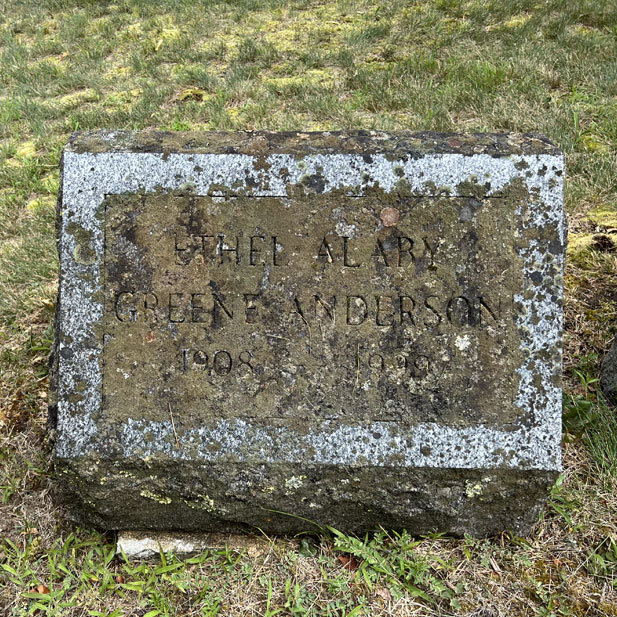 ETHEL ALARY
GREENE ANDERSON
1908